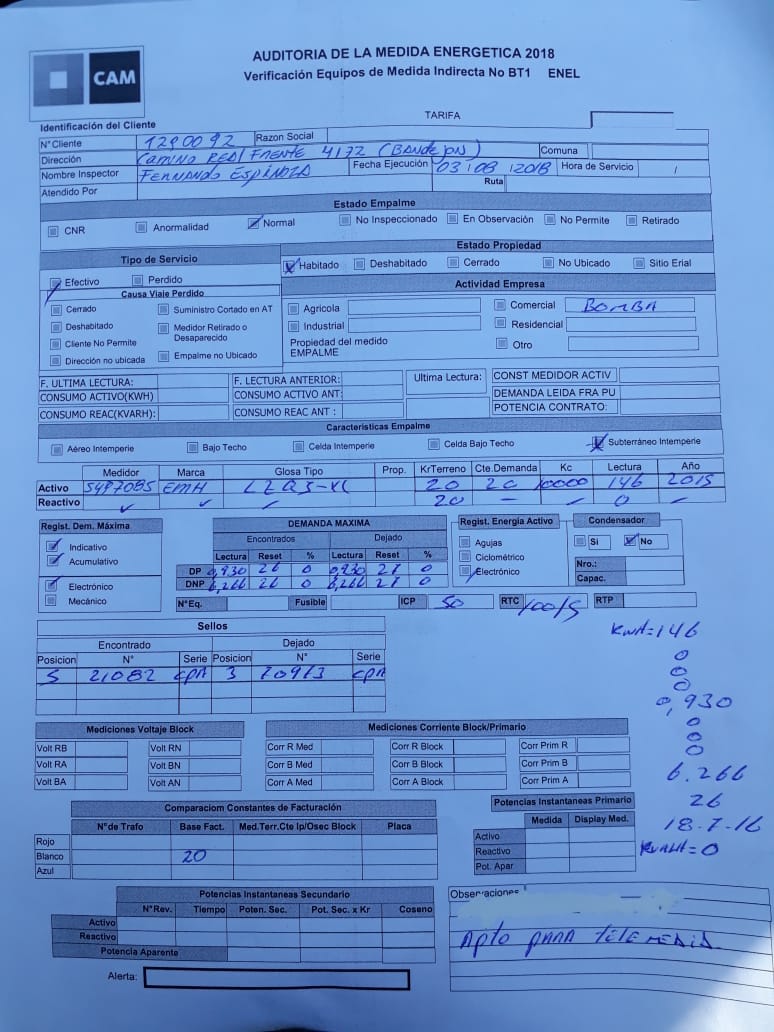 CAM
AUDITORIA DE LA MEDIDA ENERGETICA 2018
Verificación Equipos de Medida Indirecta No BT1 ENEL
TARIFA
Identificación del Cliente
N°Cliente 1290092 Razon Social
Dirección CAMINO REAL FRENTE 4172 (BANDEJON) Comuna
Nombre Inspector FERNANDO ESPINOZA Fecha Ejecución 03/08/2018 Hora de Servicio /
Atendido Por Ruta
Estado Empalme
CNR Anormalidad Normal No Inspeccionado En Observación No Permite Retirado
Tipo de Servicio Estado Propiedad
Efectivo Perdido Habitado Deshabitado Cerrado No Ubicado Sitio Erial
Causa Viaje Perdido Actividad Empresa
Cerrado Suministro Cortado en AT Agricola Comercial BOMBA
Deshabitado Medidor Retirado o Desaparecido Industrial Residencial
Cliente No Permite Propiedad del medido Otro
Dirección no ubicada Empalme no Ubicado EMPALME
F. ULTIMA LECTURA: F. LECTURA ANTERIOR: Ultima Lectura: CONST MEDIDOR ACTIV
CONSUMO ACTIVO(KWH) CONSUMO ACTIVO ANT: DEMANDA LEIDA FRA PU
CONSUMO REAC(KVARH): CONSUMO REAC ANT : POTENCIA CONTRATO:
Caracteristicas Empalme
Aéreo Intemperie Bajo Techo Celda Intemperie Celda Bajo Techo Subterráneo Intemperie
Medidor Marca Glosa Tipo Prop. KrTerreno Cte.Demanda Kc Lectura Año
Activo 5497085 EMH 20 20 10000 146 2015
Reactivo 20 — 0
Regist. Dem. Máxima DEMANDA MAXIMA Regist. Energia Activo Condensador
Encontrados Dejado
Indicativo Lectura Reset % Lectura Reset % Agujas Si No
Acumulativo DP 0,930 26 0 0,930 27 0 Ciclométrico Nro.:
Electrónico DNP 6,266 26 0 6,266 27 0 Electrónico Capac.
Mecánico N°Eq. Fusible ICP 50 RTC 100/5 RTP
Sellos
Encontrado Dejado
Posicion N° Serie Posicion N° Serie
5 21082 CPA 3 20913 CPA
KWH=146
0
0
0
0,930
0
0
0
6.266
26
18-7-16
KVARH=0
Mediciones Voltaje Block Mediciones Corriente Block/Primario
Volt RB Volt RN Corr R Med Corr R Block Corr Prim R
Volt RA Volt BN Corr B Med Corr B Block Corr Prim B
Volt BA Volt AN Corr A Med Corr A Block Corr Prim A
Comparaciom Constantes de Facturación Potencias Instantaneas Primario
N°de Trafo Base Fact. Med.Terr.Cte Ip/Osec Block Placa Medida Display Med.
Rojo Activo
Blanco 20 Reactivo
Azul Pot. Apar
Potencias Instantaneas Secundario Observaciones
N°Rev. Tiempo Poten. Sec. Pot. Sec. x Kr Coseno
Activo
Reactivo
Potencia Aparente
APTO PARA TELEMEDIDA.
Alerta: